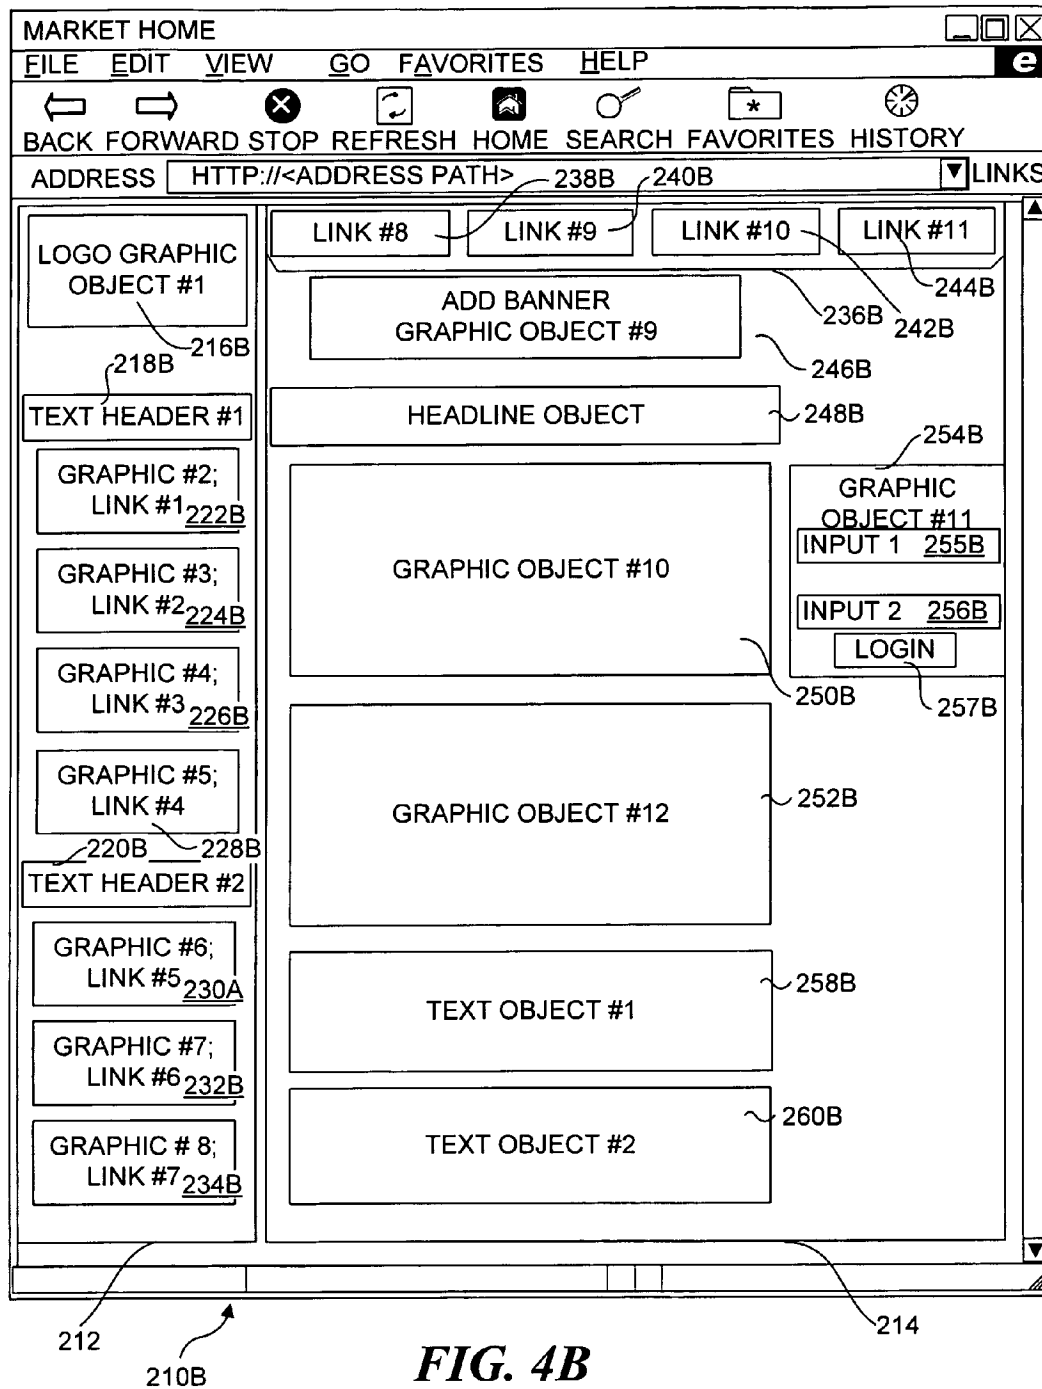 MARKET HOME
FILE EDIT VIEW GO FAVORITES HELP
e
BACK FORWARD STOP REFRESH HOME SEARCH FAVORITES HISTORY
ADDRESS HTTP://<ADDRESS PATH> 238B 240B LINKS
LINK #8 LINK #9 LINK #10 LINK #11
244B
236B 242B
LOGO GRAPHIC
OBJECT #1
216B
218B
TEXT HEADER #1
GRAPHIC #2;
LINK #1 222B
GRAPHIC #3;
LINK #2 224B
GRAPHIC #4;
LINK #3 226B
GRAPHIC #5;
LINK #4
220B 228B
TEXT HEADER #2
GRAPHIC #6;
LINK #5 230A
GRAPHIC #7;
LINK #6 232B
GRAPHIC # 8;
LINK #7 234B
ADD BANNER
GRAPHIC OBJECT #9
246B
HEADLINE OBJECT 248B
254B
GRAPHIC OBJECT #10
250B
GRAPHIC
OBJECT #11
INPUT 1 255B
INPUT 2 256B
LOGIN
257B
GRAPHIC OBJECT #12 252B
TEXT OBJECT #1 258B
TEXT OBJECT #2 260B
212 214
210B
FIG. 4B